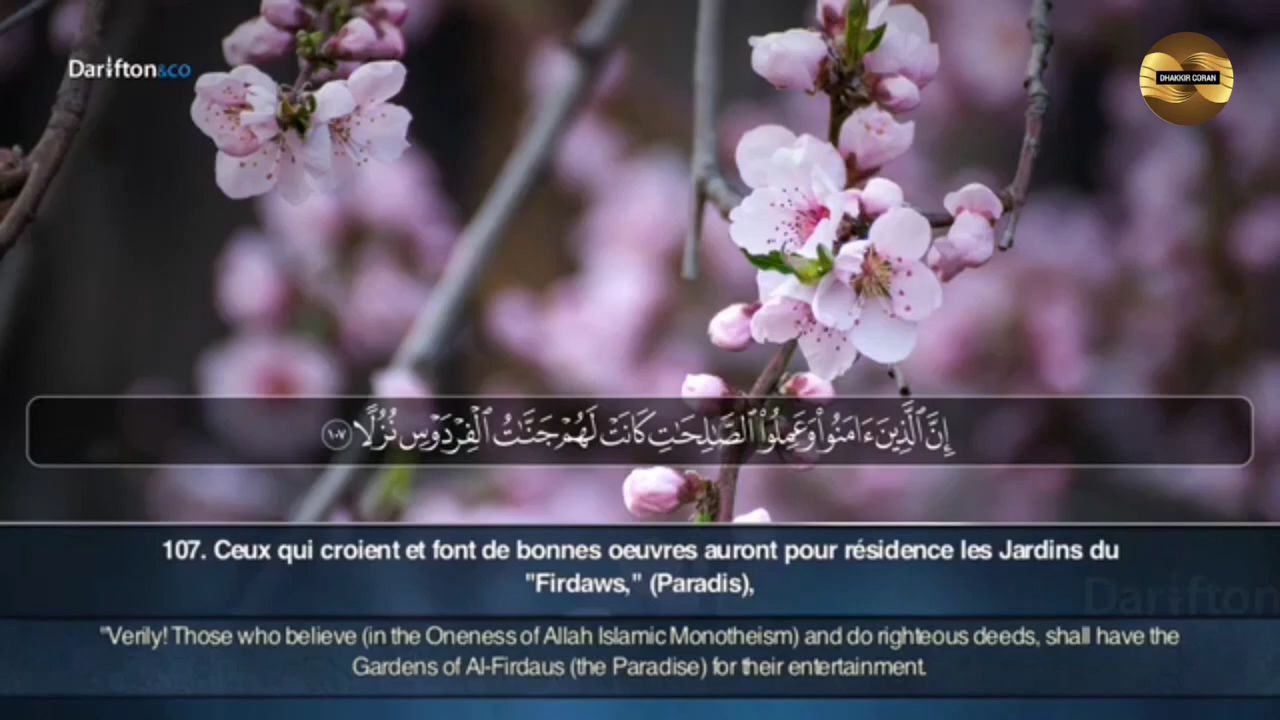 Darifton&co
DHAKKIR CORAN
إِنَّ ٱلَّذِينَ ءَامَنُوا۟ وَعَمِلُوا۟ ٱلصَّـٰلِحَـٰتِ كَانَتْ لَهُمْ جَنَّـٰتُ ٱلْفِرْدَوْسِ نُزُلًا ١٠٧
107. Ceux qui croient et font de bonnes oeuvres auront pour résidence les Jardins du
"Firdaws," (Paradis),
Darifton
"Verily! Those who believe (in the Oneness of Allah Islamic Monotheism) and do righteous deeds, shall have the
Gardens of Al-Firdaus (the Paradise) for their entertainment.